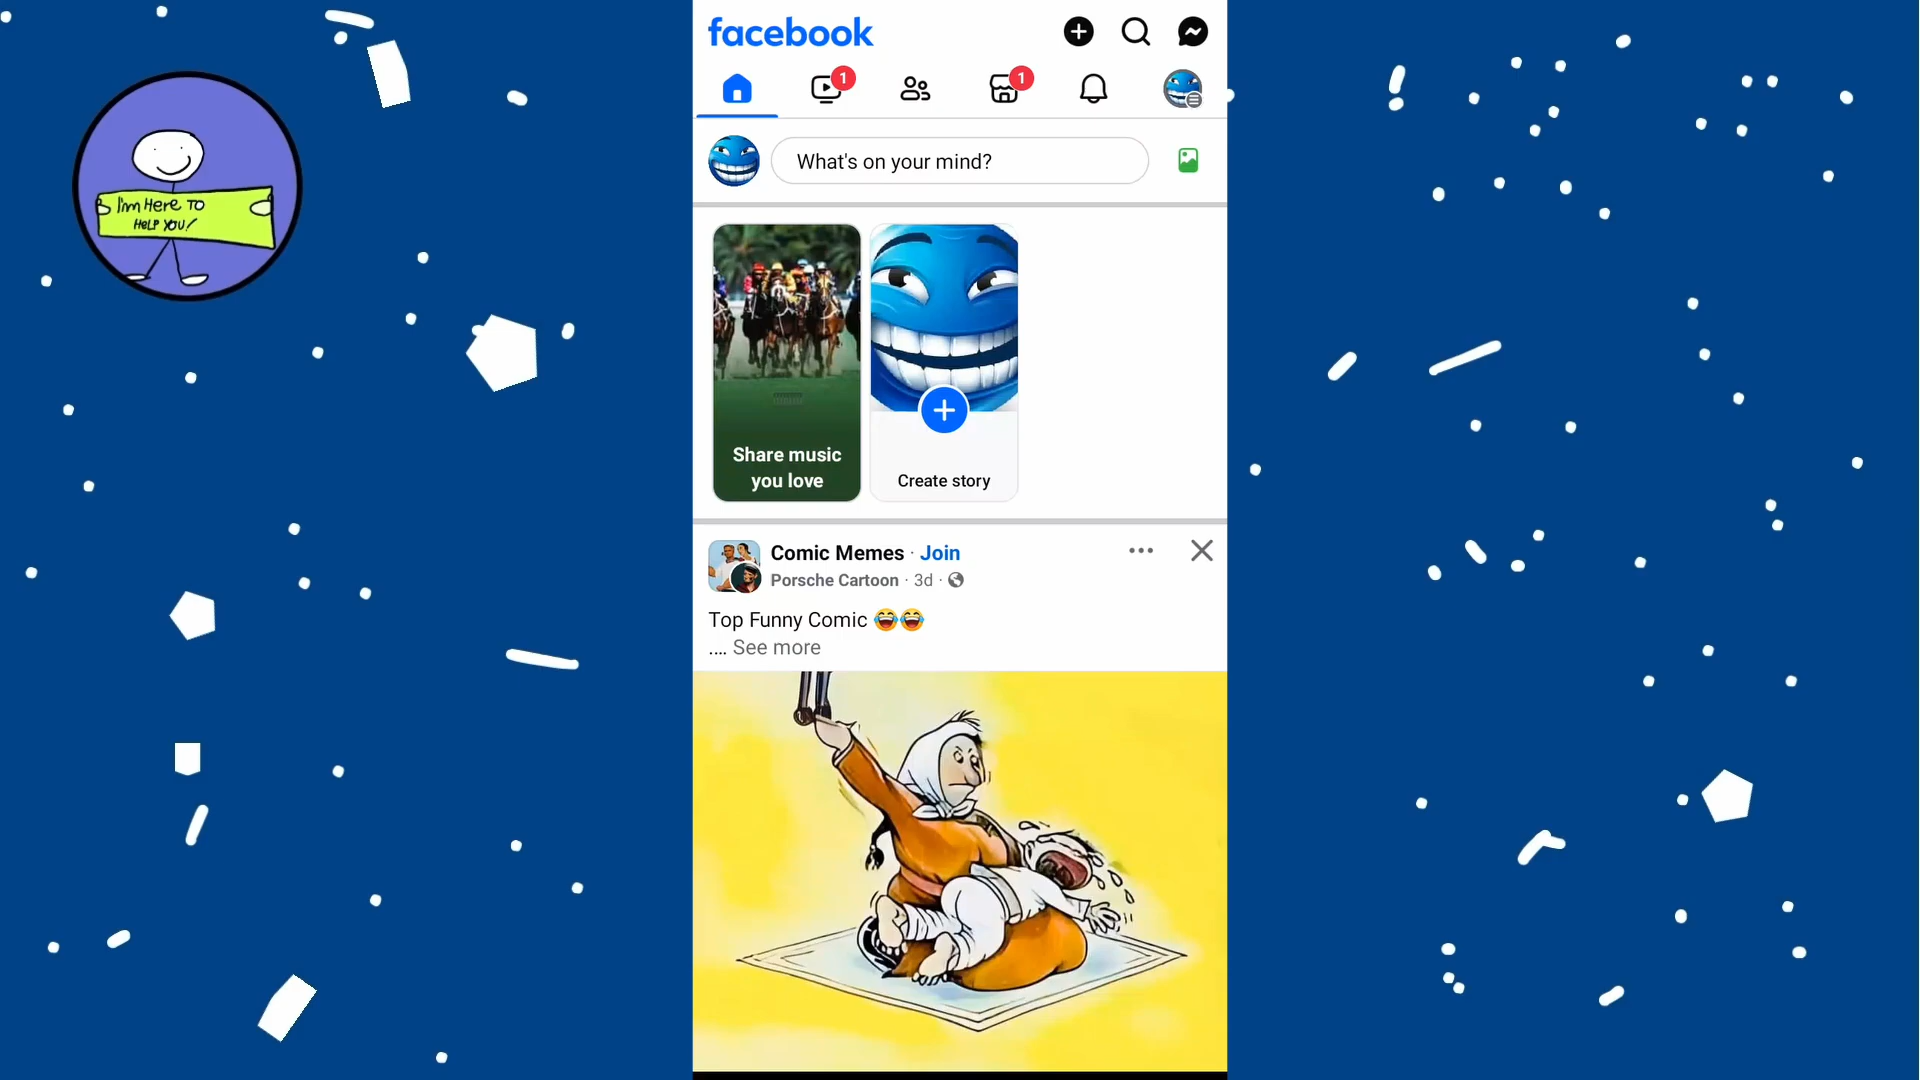 I'm HERE TO
HELP YOU!
facebook
1
1
What's on your mind?
Share music
you love
Create story
Comic Memes · Join
Porsche Cartoon · 3d ·
Top Funny Comic 😂😂
.... See more